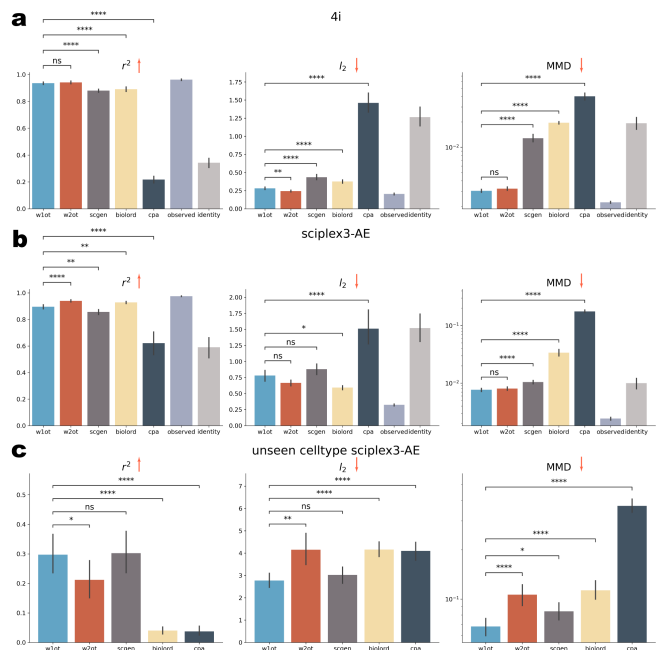 a
4i
****
****
****
ns
r² ↑
1.0
0.8
0.6
0.4
0.2
0.0
w1ot w2ot scgen biolord cpa observed identity
l₂ ↓
****
****
****
**
1.75
1.50
1.25
1.00
0.75
0.50
0.25
0.00
w1ot w2ot scgen biolord cpa observed identity
MMD ↓
****
****
****
ns
10⁻²
w1ot w2ot scgen biolord cpa observed identity
b
sciplex3-AE
****
**
**
****
r² ↑
1.0
0.8
0.6
0.4
0.2
0.0
w1ot w2ot scgen biolord cpa observed identity
l₂ ↓
****
*
ns
ns
2.00
1.75
1.50
1.25
1.00
0.75
0.50
0.25
0.00
w1ot w2ot scgen biolord cpa observed identity
MMD ↓
****
****
****
ns
10⁻¹
10⁻²
w1ot w2ot scgen biolord cpa observed identity
c
unseen celltype sciplex3-AE
r² ↑
****
****
ns
*
0.5
0.4
0.3
0.2
0.1
0.0
w1ot w2ot scgen biolord cpa
l₂ ↓
****
****
ns
**
7
6
5
4
3
2
1
0
w1ot w2ot scgen biolord cpa
MMD ↓
****
****
*
****
10⁻¹
w1ot w2ot scgen biolord cpa